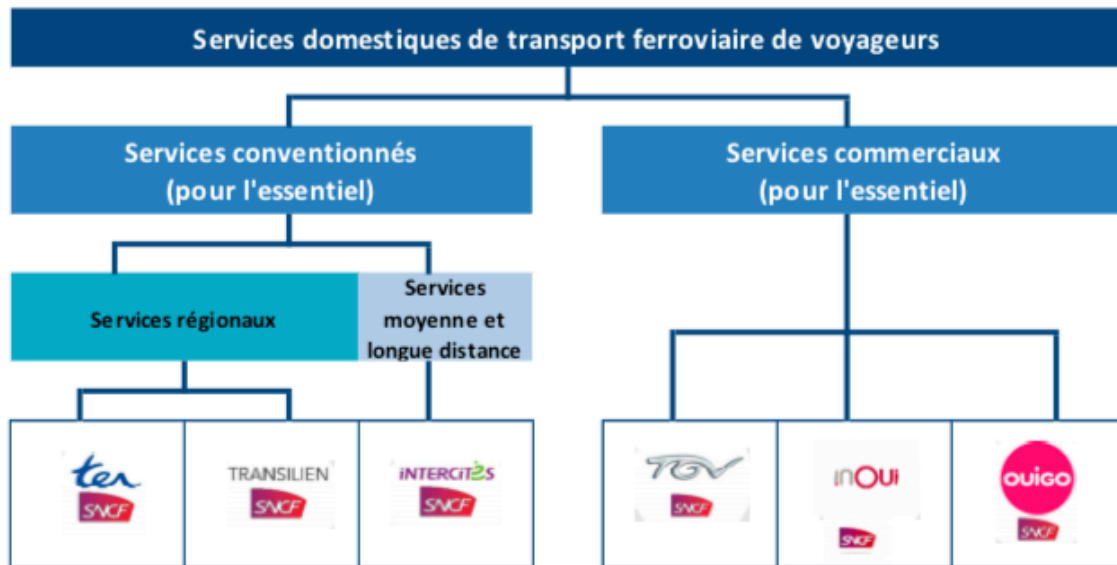 Services domestiques de transport ferroviaire de voyageurs
Services conventionnés
(pour l'essentiel)
Services commerciaux
(pour l'essentiel)
Services régionaux
Services
moyenne et
longue distance
ter
SNCF
TRANSILIEN
SNCF
iNTERCiTÉS
SNCF
TGV
SNCF
inOUi
SNCF
OUiGO
SNCF